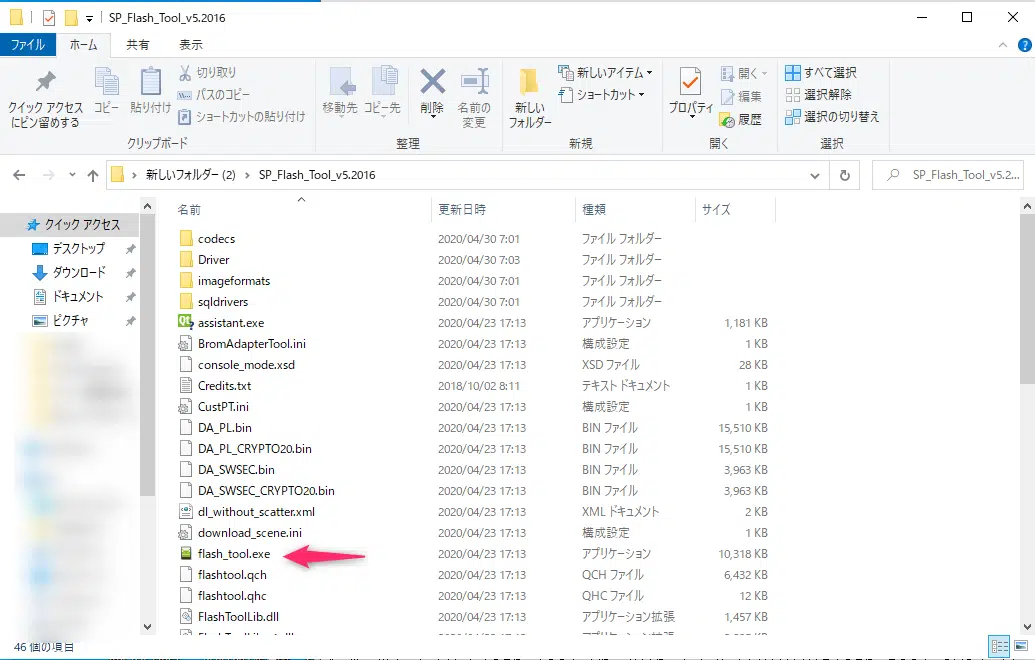 SP_Flash_Tool_v5.2016
ファイル ホーム 共有 表示
クイック アクセス
にピン留めする
コピー
貼り付け
切り取り
パスのコピー
ショートカットの貼り付け
クリップボード
移動先
コピー先
削除
名前の
変更
整理
新しい
フォルダー
新しいアイテム
ショートカット
新規
プロパティ
開く
編集
履歴
開く
すべて選択
選択解除
選択の切り替え
選択
新しいフォルダー (2) SP_Flash_Tool_v5.2016
SP_Flash_Tool_v5.2...
クイック アクセス
デスクトップ
ダウンロード
ドキュメント
ピクチャ
名前 更新日時 種類 サイズ
codecs 2020/04/30 7:01 ファイル フォルダー
Driver 2020/04/30 7:03 ファイル フォルダー
imageformats 2020/04/30 7:01 ファイル フォルダー
sqldrivers 2020/04/30 7:01 ファイル フォルダー
assistant.exe 2020/04/23 17:13 アプリケーション 1,181 KB
BromAdapterTool.ini 2020/04/23 17:13 構成設定 1 KB
console_mode.xsd 2020/04/23 17:13 XSD ファイル 28 KB
Credits.txt 2018/10/02 8:11 テキスト ドキュメント 1 KB
CustPT.ini 2020/04/23 17:13 構成設定 1 KB
DA_PL.bin 2020/04/23 17:13 BIN ファイル 15,510 KB
DA_PL_CRYPTO20.bin 2020/04/23 17:13 BIN ファイル 15,510 KB
DA_SWSEC.bin 2020/04/23 17:13 BIN ファイル 3,963 KB
DA_SWSEC_CRYPTO20.bin 2020/04/23 17:13 BIN ファイル 3,963 KB
dl_without_scatter.xml 2020/04/23 17:13 XML ドキュメント 2 KB
download_scene.ini 2020/04/23 17:13 構成設定 1 KB
flash_tool.exe 2020/04/23 17:13 アプリケーション 10,318 KB
flashtool.qch 2020/04/23 17:13 QCH ファイル 6,432 KB
flashtool.qhc 2020/04/23 17:13 QHC ファイル 12 KB
FlashToolLib.dll 2020/04/23 17:13 アプリケーション拡張 1,457 KB
46 個の項目